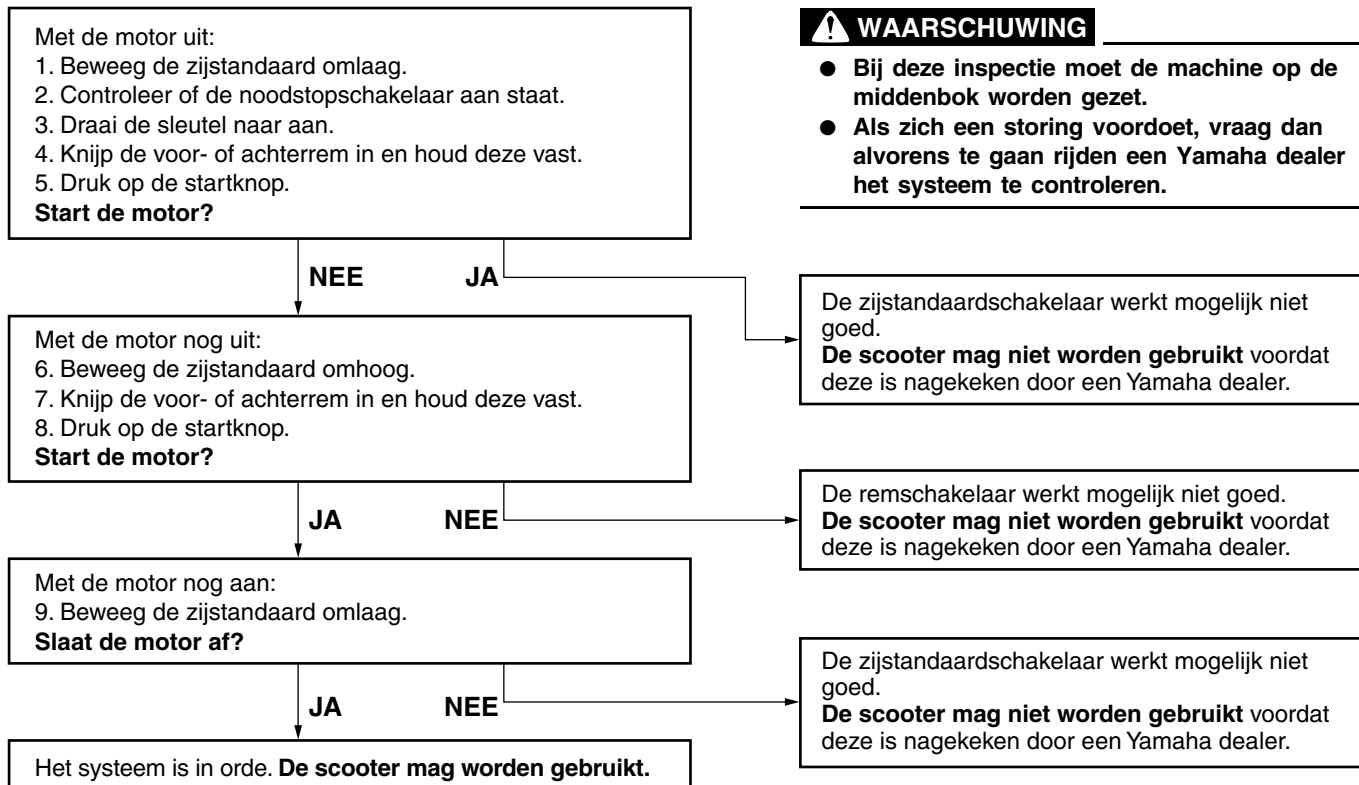 Met de motor uit:
1. Beweeg de zijstandaard omlaag.
2. Controleer of de noodstopschakelaar aan staat.
3. Draai de sleutel naar aan.
4. Knijp de voor- of achterrem in en houd deze vast.
5. Druk op de startknop.
Start de motor?
WAARSCHUWING
● Bij deze inspectie moet de machine op de
middenbok worden gezet.
● Als zich een storing voordoet, vraag dan
alvorens te gaan rijden een Yamaha dealer
het systeem te controleren.
NEE JA
De zijstandaardschakelaar werkt mogelijk niet
goed.
De scooter mag niet worden gebruikt voordat
deze is nagekeken door een Yamaha dealer.
Met de motor nog uit:
6. Beweeg de zijstandaard omhoog.
7. Knijp de voor- of achterrem in en houd deze vast.
8. Druk op de startknop.
Start de motor?
JA NEE
De remschakelaar werkt mogelijk niet goed.
De scooter mag niet worden gebruikt voordat
deze is nagekeken door een Yamaha dealer.
Met de motor nog aan:
9. Beweeg de zijstandaard omlaag.
Slaat de motor af?
JA NEE
De zijstandaardschakelaar werkt mogelijk niet
goed.
De scooter mag niet worden gebruikt voordat
deze is nagekeken door een Yamaha dealer.
Het systeem is in orde. De scooter mag worden gebruikt.